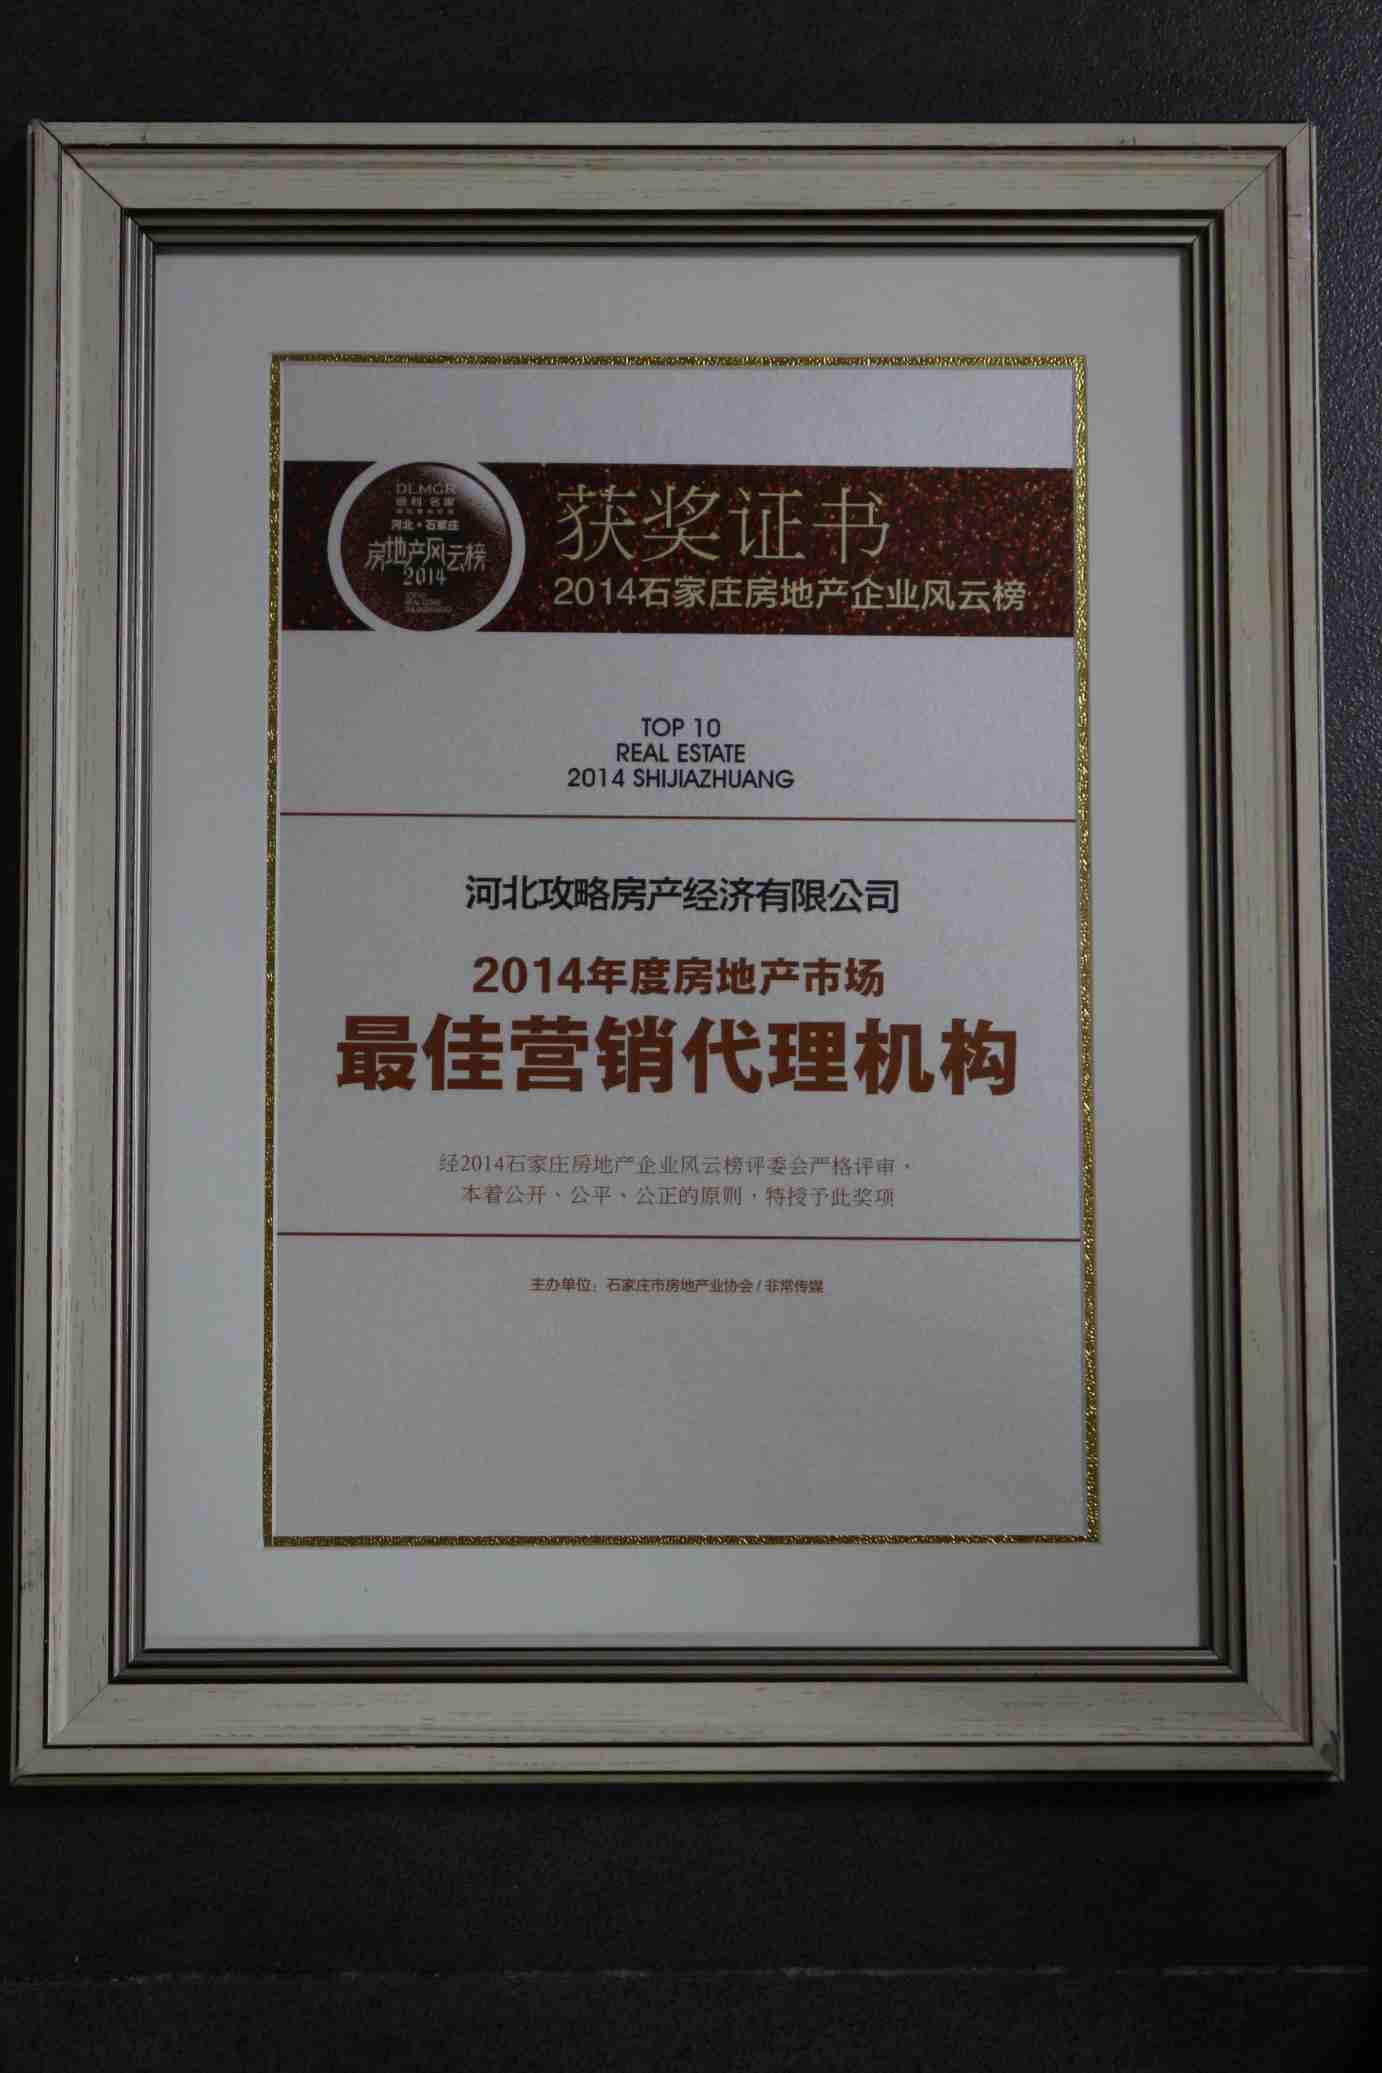 DLMGR
河北·石家庄
房地产风云榜
2014
获奖证书
2014石家庄房地产企业风云榜
TOP 10
REAL ESTATE
2014 SHIJIAZHUANG
河北攻略房产经济有限公司
2014年度房地产市场
最佳营销代理机构
经2014石家庄房地产企业风云榜评委会严格评审，
本着公开、公平、公正的原则，特授予此奖项
主办单位：石家庄市房地产业协会 / 非常传媒